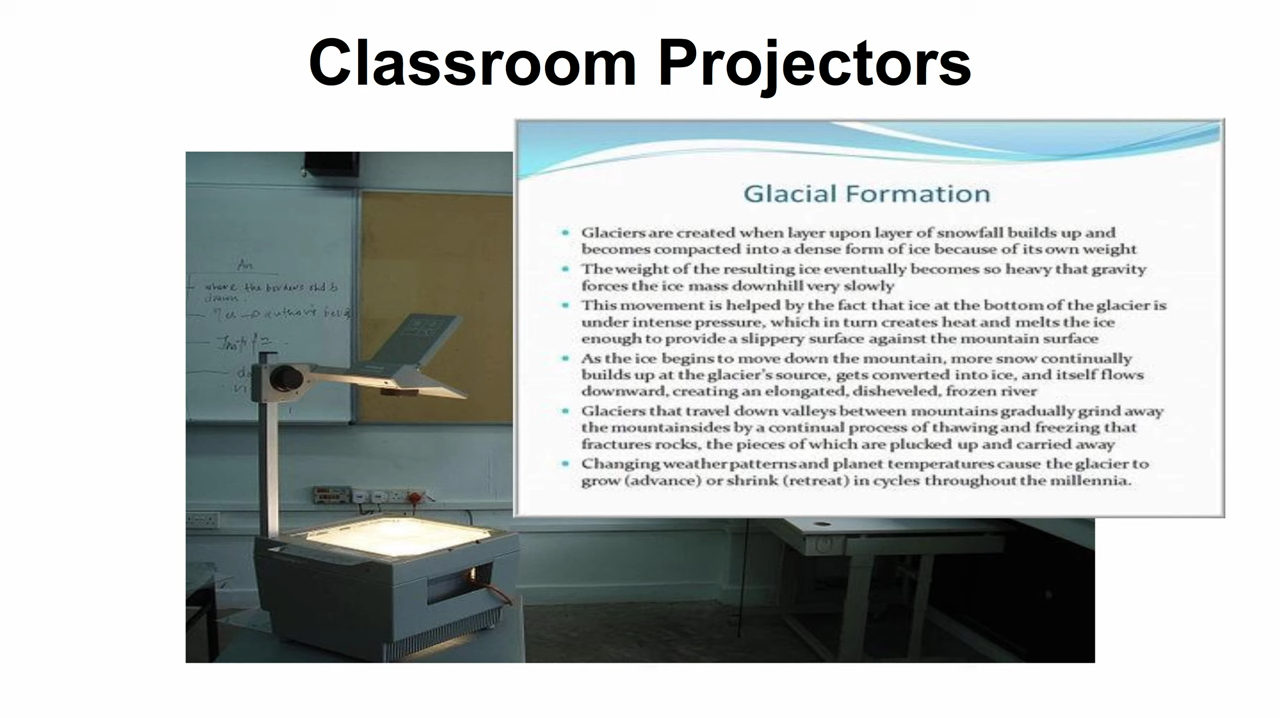 Classroom Projectors
Glacial Formation
• Glaciers are created when layer upon layer of snowfall builds up and
becomes compacted into a dense form of ice because of its own weight
• The weight of the resulting ice eventually becomes so heavy that gravity
forces the ice mass downhill very slowly
• This movement is helped by the fact that ice at the bottom of the glacier is
under intense pressure, which in turn creates heat and melts the ice
enough to provide a slippery surface against the mountain surface
• As the ice begins to move down the mountain, more snow continually
builds up at the glacier's source, gets converted into ice, and itself flows
downward, creating an elongated, disheveled, frozen river
• Glaciers that travel down valleys between mountains gradually grind away
the mountainsides by a continual process of thawing and freezing that
fractures rocks, the pieces of which are plucked up and carried away
• Changing weather patterns and planet temperatures cause the glacier to
grow (advance) or shrink (retreat) in cycles throughout the millennia.
where the borders
drawn.